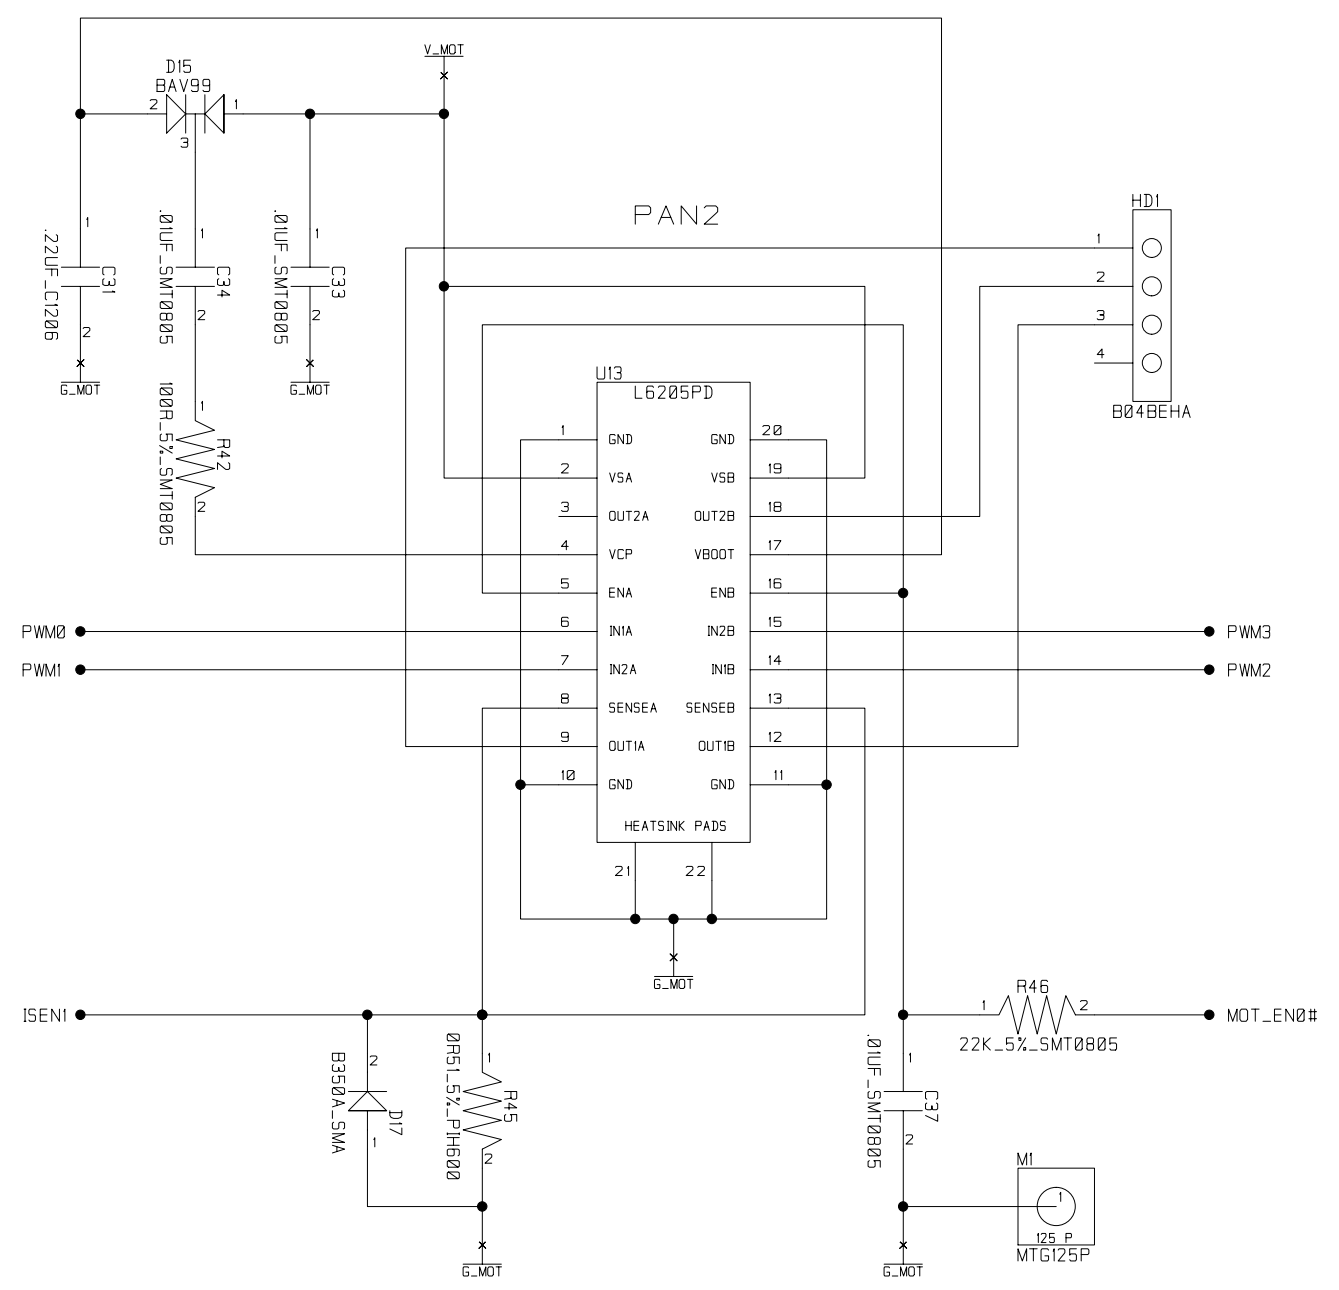 V_MOT
D15
BAV99
2
1
3
PAN2
HD1
1
2
3
4
B04BEHA
1
.22UF_C1206
C31
2
G_MOT
1
.01UF_SMT0805
C34
2
1
.01UF_SMT0805
C33
2
G_MOT
1
100R_5%_SMT0805
R42
2
U13
L6205PD
1 GND GND 20
2 VSA VSB 19
3 OUT2A OUT2B 18
4 VCP VBOOT 17
5 ENA ENB 16
6 IN1A IN2B 15
7 IN2A IN1B 14
8 SENSEA SENSEB 13
9 OUT1A OUT1B 12
10 GND GND 11
HEATSINK PADS
21 22
G_MOT
PWM0
PWM1
PWM3
PWM2
ISEN1
2
B350A_SMA
D17
1
1
0R51_5%_PIH600
R45
2
G_MOT
R46
1 2
22K_5%_SMT0805
MOT_EN0#
1
.01UF_SMT0805
C37
2
G_MOT
M1
1
125 P
MTG125P